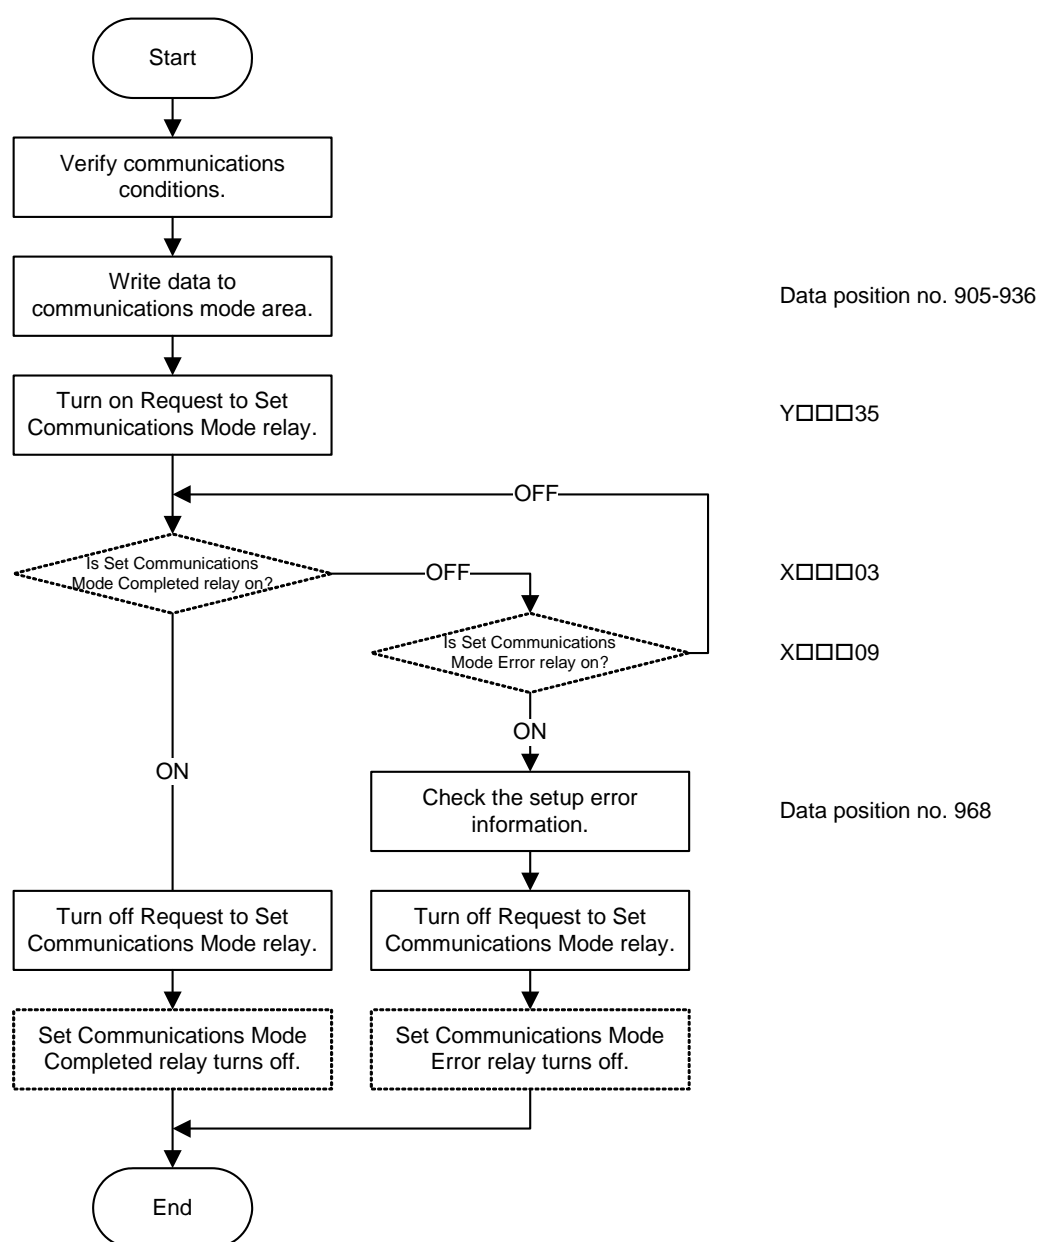 Start
Verify communications
conditions.
Write data to
communications mode area.
Data position no. 905-936
Turn on Request to Set
Communications Mode relay.
Y□□□35
OFF
Is Set Communications
Mode Completed relay on?
OFF
X□□□03
Is Set Communications
Mode Error relay on?
X□□□09
ON
ON
Check the setup error
information.
Data position no. 968
Turn off Request to Set
Communications Mode relay.
Turn off Request to Set
Communications Mode relay.
Set Communications Mode
Completed relay turns off.
Set Communications Mode
Error relay turns off.
End